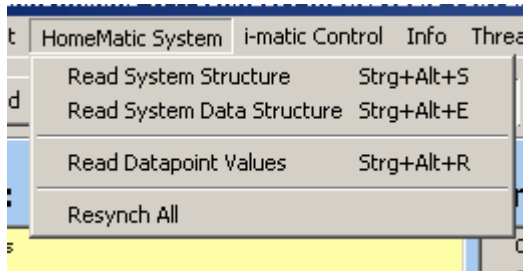 t HomeMatic System i-matic Control Info Threa
Read System Structure Strg+Alt+S
d
Read System Data Structure Strg+Alt+E
Read Datapoint Values Strg+Alt+R
Resynch All
s